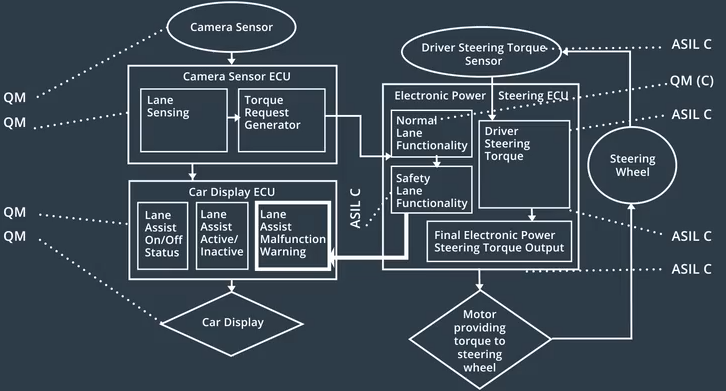 Camera Sensor
Camera Sensor ECU
Lane
Sensing
Torque
Request
Generator
QM
QM
Car Display ECU
Lane
Assist
On/Off
Status
Lane
Assist
Active/
Inactive
Lane
Assist
Malfunction
Warning
QM
QM
Car Display
Driver Steering Torque
Sensor
Electronic Power Steering ECU
Normal
Lane
Functionality
Safety
Lane
Functionality
ASIL C
Driver
Steering
Torque
Final Electronic Power
Steering Torque Output
Motor
providing
torque to
steering
wheel
Steering
Wheel
ASIL C
QM (C)
ASIL C
ASIL C
ASIL C